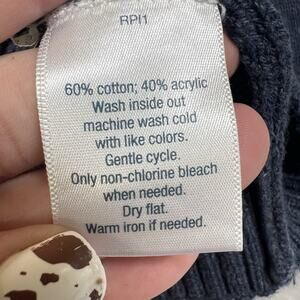 RPI1
60% cotton; 40% acrylic
Wash inside out
machine wash cold
with like colors.
Gentle cycle.
Only non-chlorine bleach
when needed.
Dry flat.
Warm iron if needed.